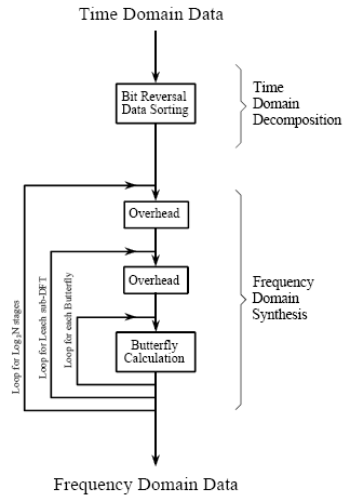 Time Domain Data
Bit Reversal
Data Sorting
Time
Domain
Decomposition
Overhead
Overhead
Butterfly
Calculation
Loop for Log₂N stages
Loop for Leach sub-DFT
Loop for each Butterfly
Frequency
Domain
Synthesis
Frequency Domain Data